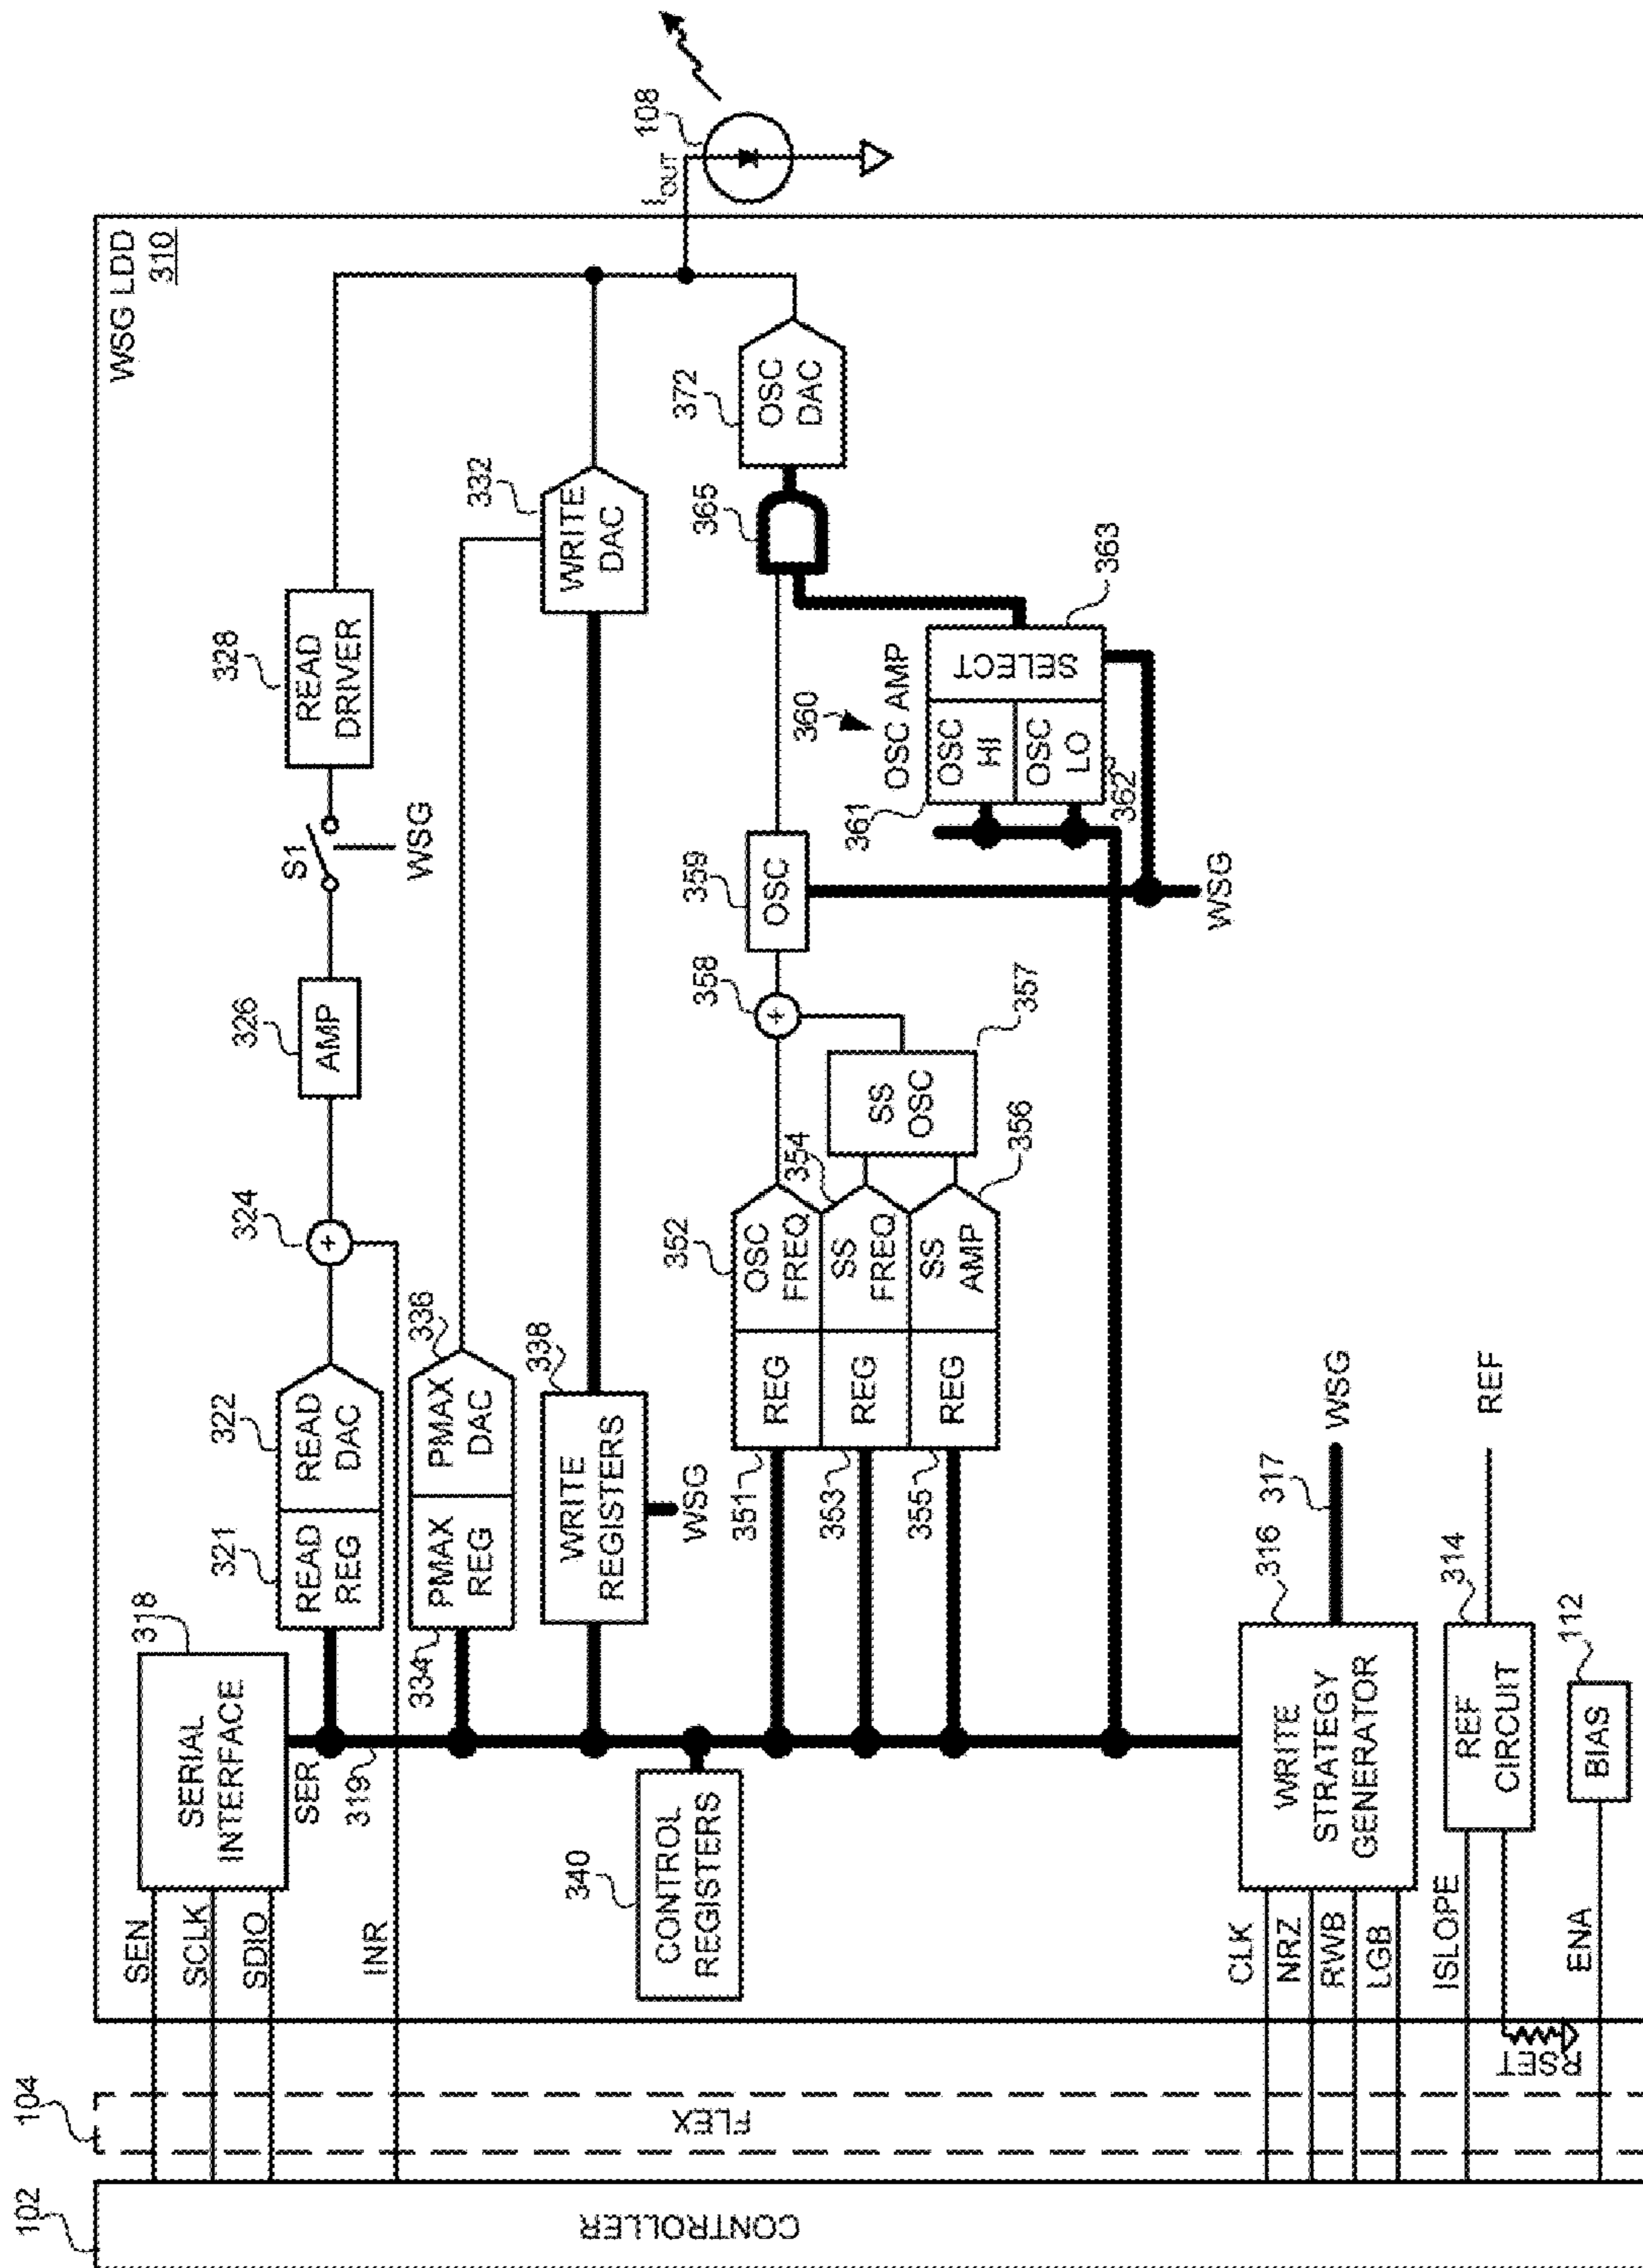 WSG LDD
310
102
CONTROLLER
104
FLEX
SEN
SCLK
SDIO
318
SERIAL
INTERFACE
SER
319
INR
321
READ
REG
322
READ
DAC
324
+
326
AMP
S1
WSG
328
READ
DRIVER
334
PMAX
REG
336
PMAX
DAC
338
WRITE
REGISTERS
WSG
332
WRITE
DAC
IOUT
108
340
CONTROL
REGISTERS
351
REG
352
OSC
FREQ
353
REG
354
SS
FREQ
355
REG
356
SS
AMP
357
SS
OSC
358
+
359
OSC
WSG
360
OSC AMP
361
OSC
HI
362
OSC
LO
363
SELECT
365
372
OSC
DAC
CLK
NRZ
RWB
LGB
316
WRITE
STRATEGY
GENERATOR
317
WSG
ISLOPE
RSET
314
REF
CIRCUIT
REF
ENA
112
BIAS